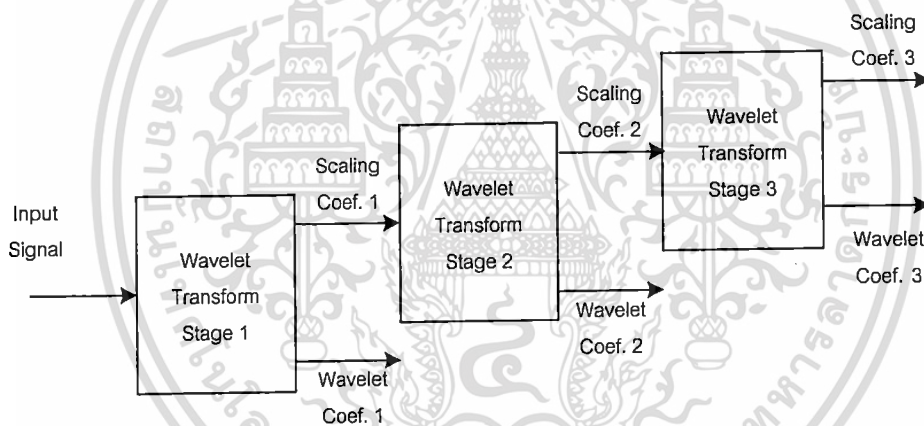 Input
Signal
Wavelet
Transform
Stage 1
Scaling
Coef. 1
Wavelet
Coef. 1
Wavelet
Transform
Stage 2
Scaling
Coef. 2
Wavelet
Coef. 2
Wavelet
Transform
Stage 3
Scaling
Coef. 3
Wavelet
Coef. 3